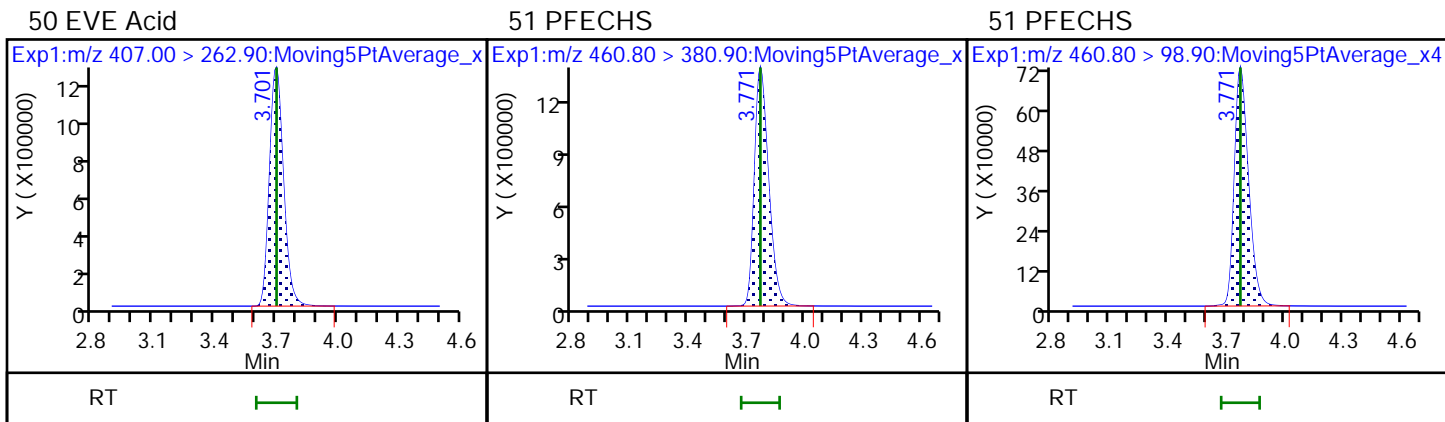 50 EVE Acid
Exp1:m/z 407.00 > 262.90:Moving5PtAverage_x
3.701
Y ( X100000)
12
10
8
6
4
2
0
2.8 3.1 3.4 3.7 4.0 4.3 4.6
Min
RT
51 PFECHS
Exp1:m/z 460.80 > 380.90:Moving5PtAverage_x
3.771
Y ( X100000)
12
9
6
3
0
2.8 3.1 3.4 3.7 4.0 4.3 4.6
Min
RT
51 PFECHS
Exp1:m/z 460.80 > 98.90:Moving5PtAverage_x4
3.771
Y ( X10000)
72
60
48
36
24
12
0
2.8 3.1 3.4 3.7 4.0 4.3 4.6
Min
RT